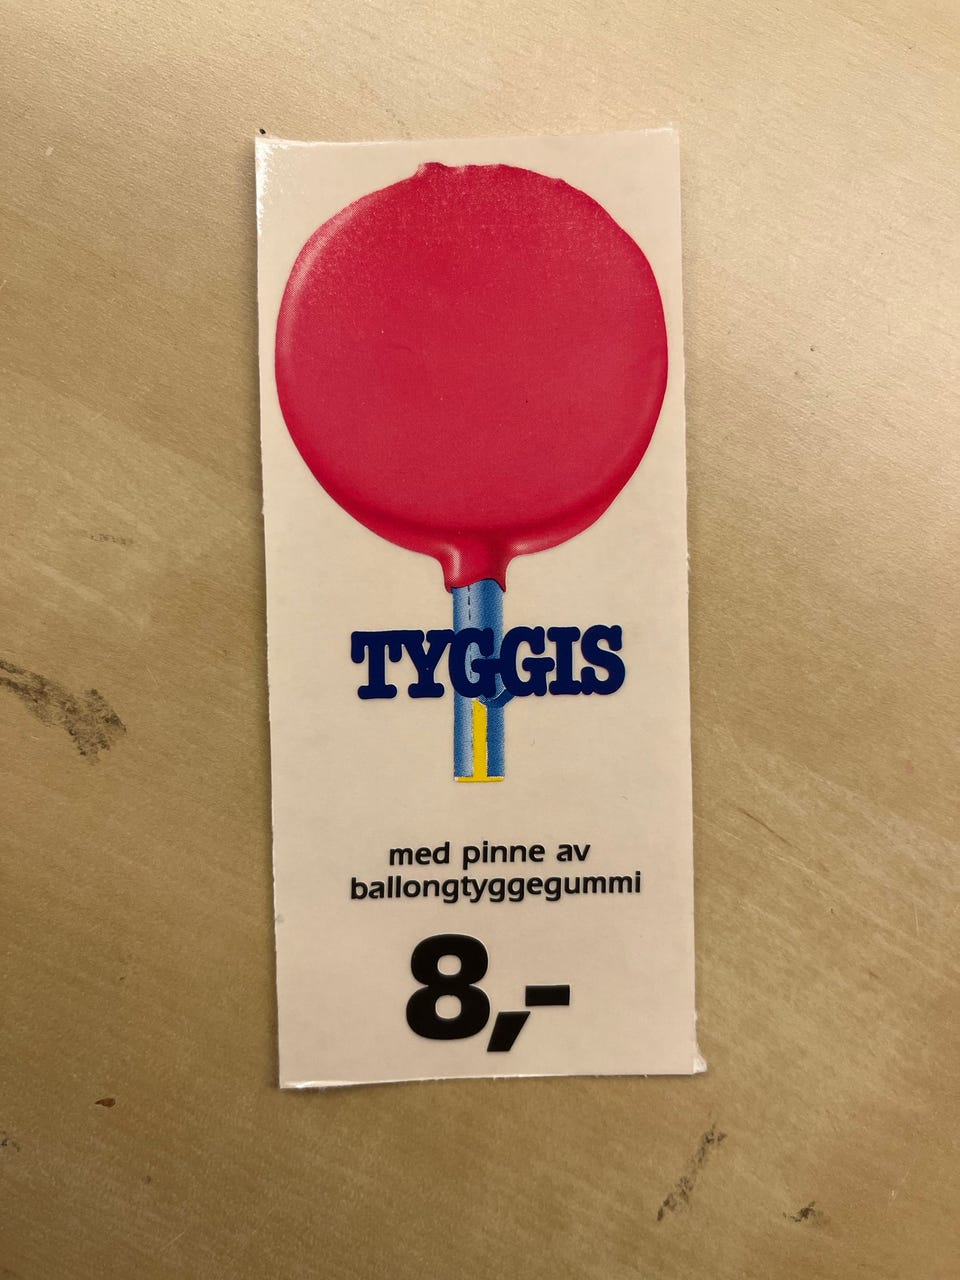 TYGGIS
med pinne av
ballongtyggegummi
8,-